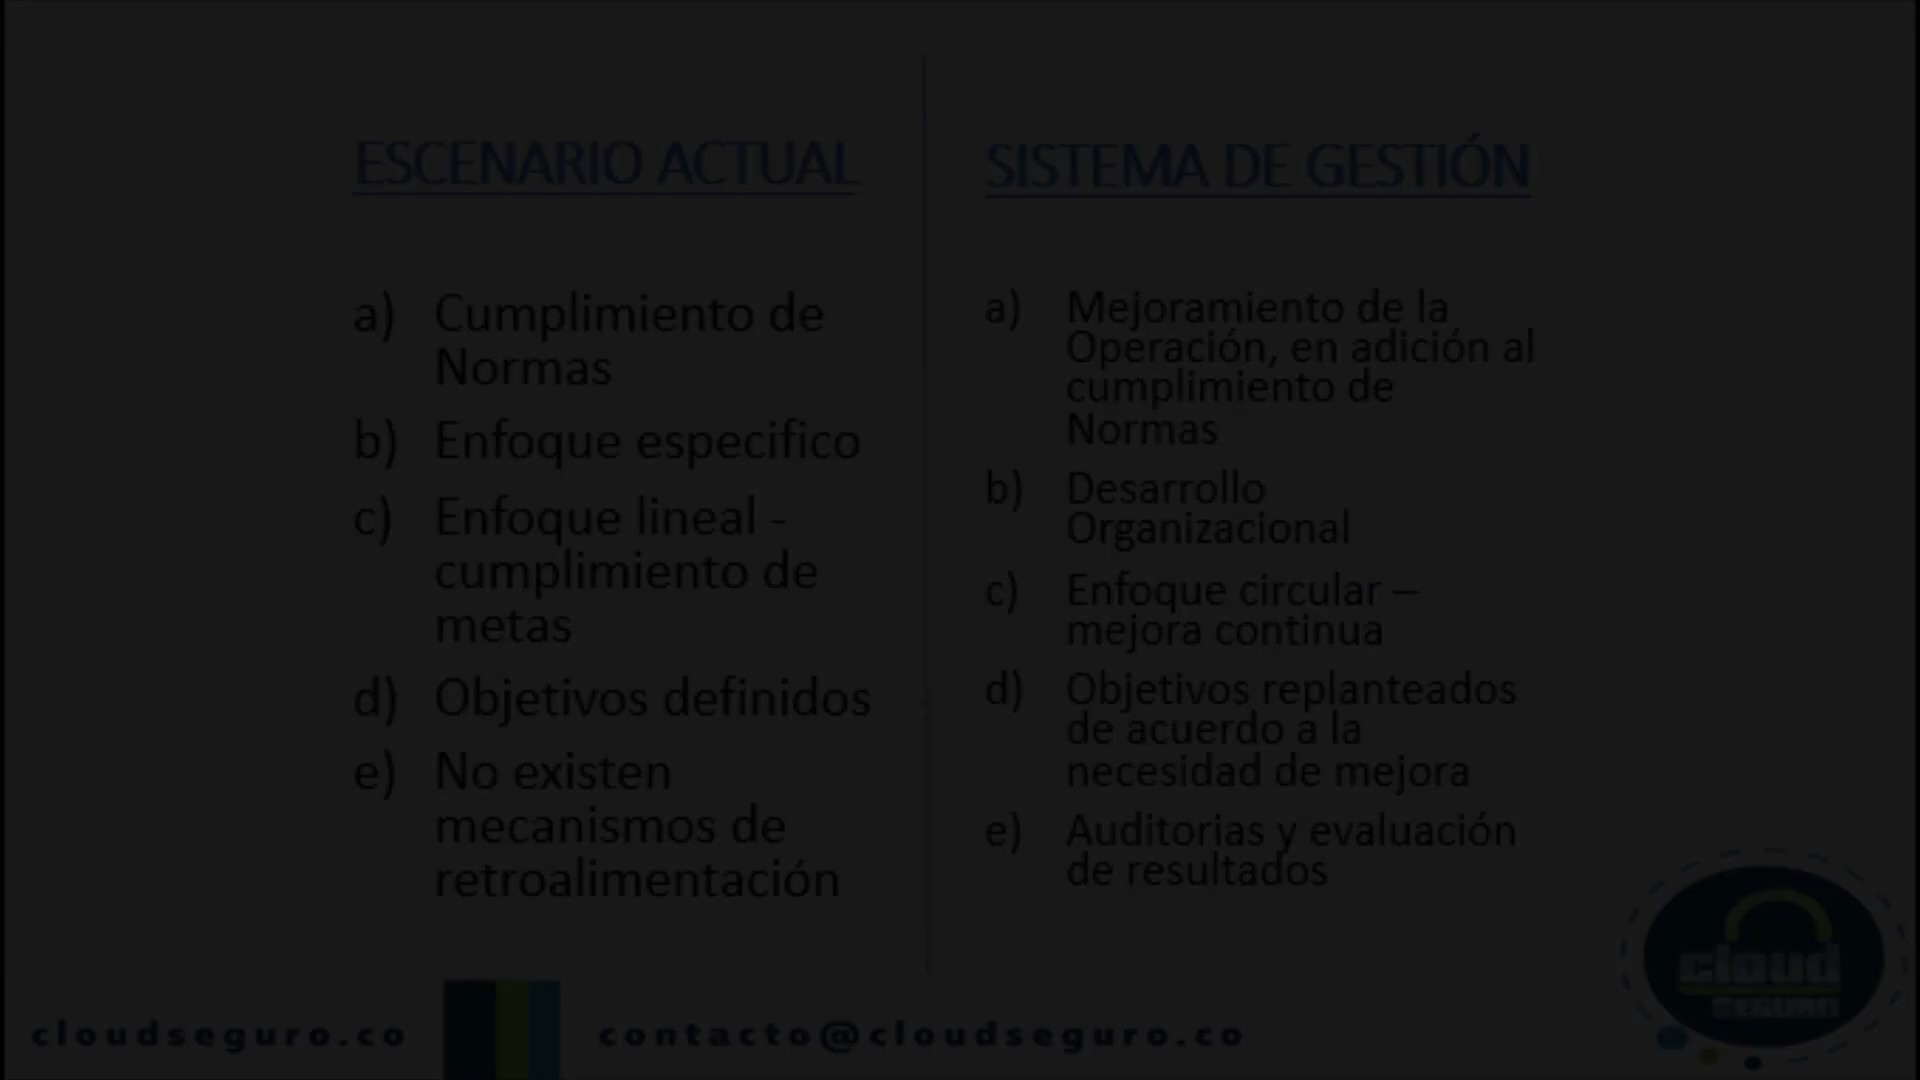 ESCENARIO ACTUAL
a) Cumplimiento de
Normas
b) Enfoque especifico
c) Enfoque lineal -
cumplimiento de
metas
d) Objetivos definidos
e) No existen
mecanismos de
retroalimentación
SISTEMA DE GESTIÓN
a) Mejoramiento de la
Operación, en adición al
cumplimiento de
Normas
b) Desarrollo
Organizacional
c) Enfoque circular –
mejora continua
d) Objetivos replanteados
de acuerdo a la
necesidad de mejora
e) Auditorias y evaluación
de resultados
cloud
SEGURO
cloudseguro.co
contacto@cloudseguro.co